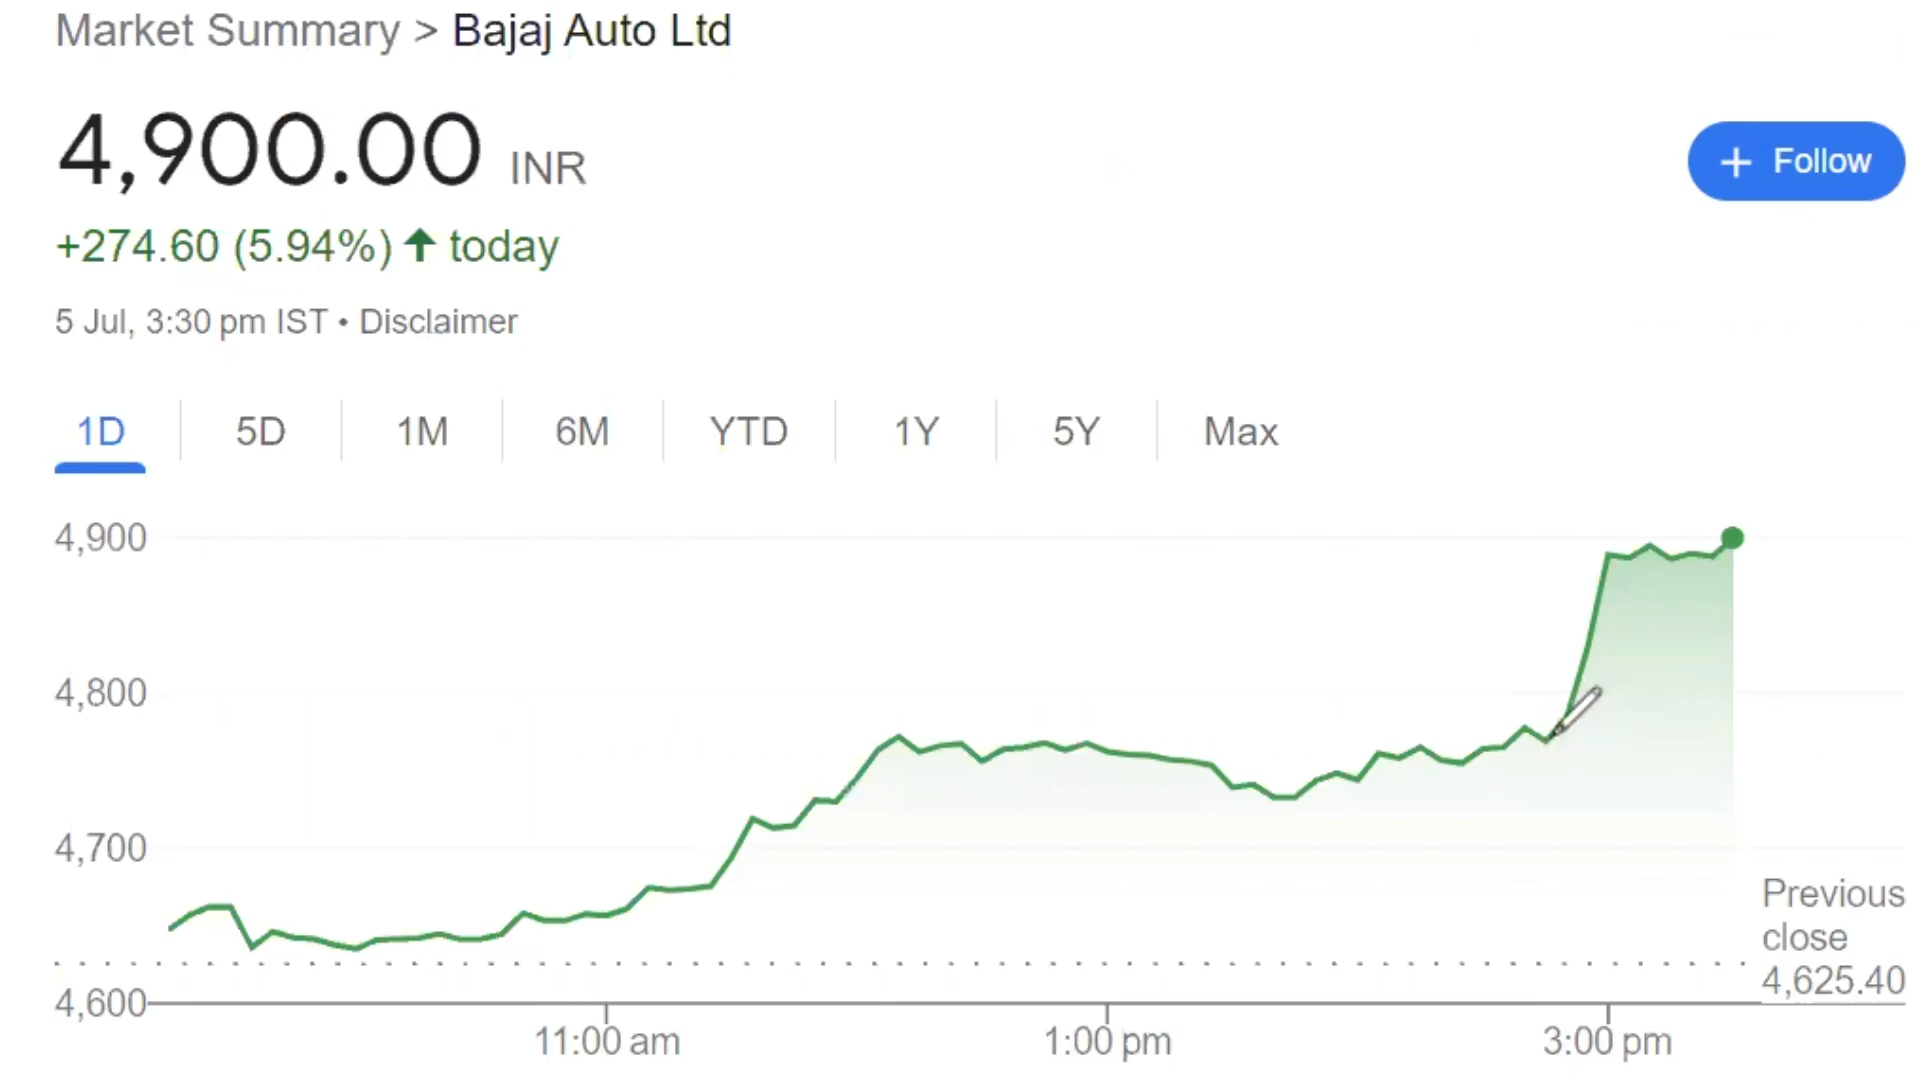 Market Summary > Bajaj Auto Ltd
4,900.00 INR
+ Follow
+274.60 (5.94%) ↑ today
5 Jul, 3:30 pm IST • Disclaimer
1D 5D 1M 6M YTD 1Y 5Y Max
4,900
4,800
4,700
Previous
close
4,625.40
4,600
11:00 am 1:00 pm 3:00 pm